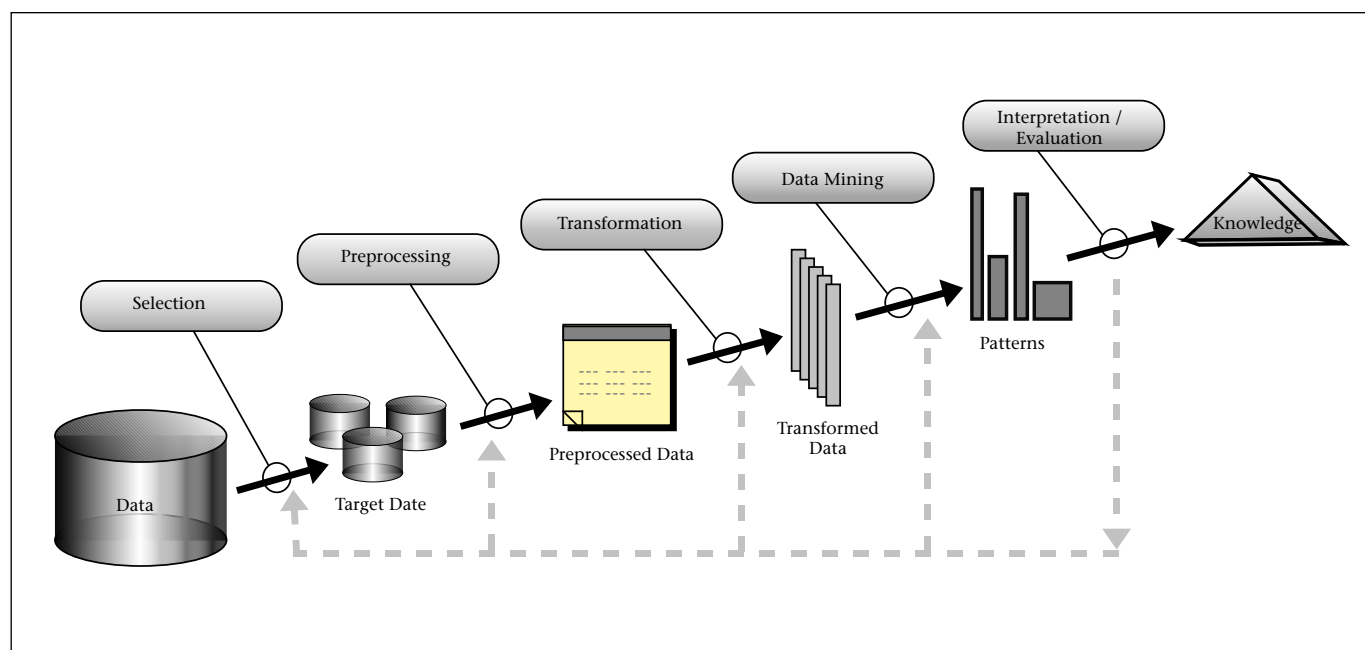 Interpretation /
Evaluation
Data Mining
Transformation
Preprocessing
Selection
Data
Target Date
Preprocessed Data
Transformed
Data
Patterns
Knowledge